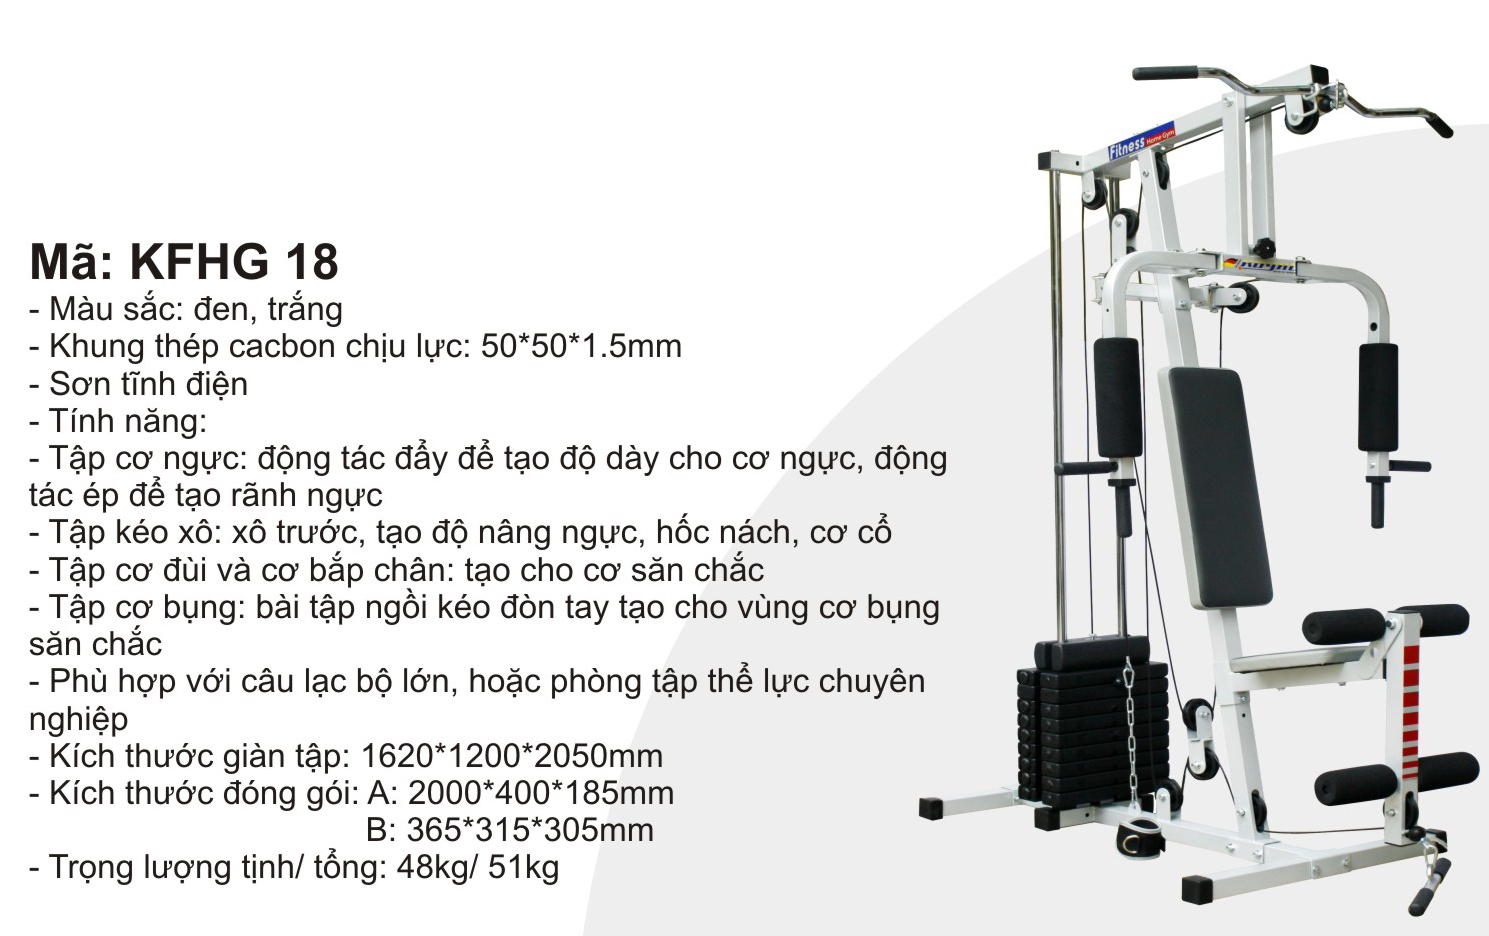 Mã: KFHG 18
- Màu sắc: đen, trắng
- Khung thép cacbon chịu lực: 50*50*1.5mm
- Sơn tĩnh điện
- Tính năng:
- Tập cơ ngực: động tác đẩy để tạo độ dày cho cơ ngực, động
tác ép để tạo rãnh ngực
- Tập kéo xô: xô trước, tạo độ nâng ngực, hốc nách, cơ cổ
- Tập cơ đùi và cơ bắp chân: tạo cho cơ săn chắc
- Tập cơ bụng: bài tập ngồi kéo đòn tay tạo cho vùng cơ bụng
săn chắc
- Phù hợp với câu lạc bộ lớn, hoặc phòng tập thể lực chuyên
nghiệp
- Kích thước giàn tập: 1620*1200*2050mm
- Kích thước đóng gói: A: 2000*400*185mm
B: 365*315*305mm
- Trọng lượng tịnh/ tổng: 48kg/ 51kg
Fitness Home Gym